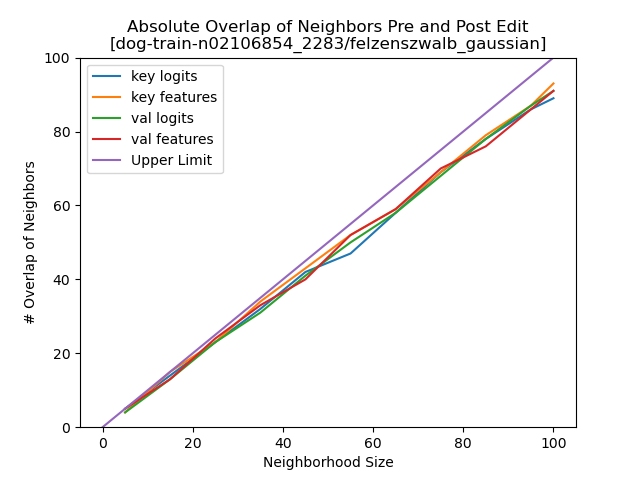 Absolute Overlap of Neighbors Pre and Post Edit
[dog-train-n02106854_2283/felzenszwalb_gaussian]
key logits
key features
val logits
val features
Upper Limit
# Overlap of Neighbors
100
80
60
40
20
0
0 20 40 60 80 100
Neighborhood Size